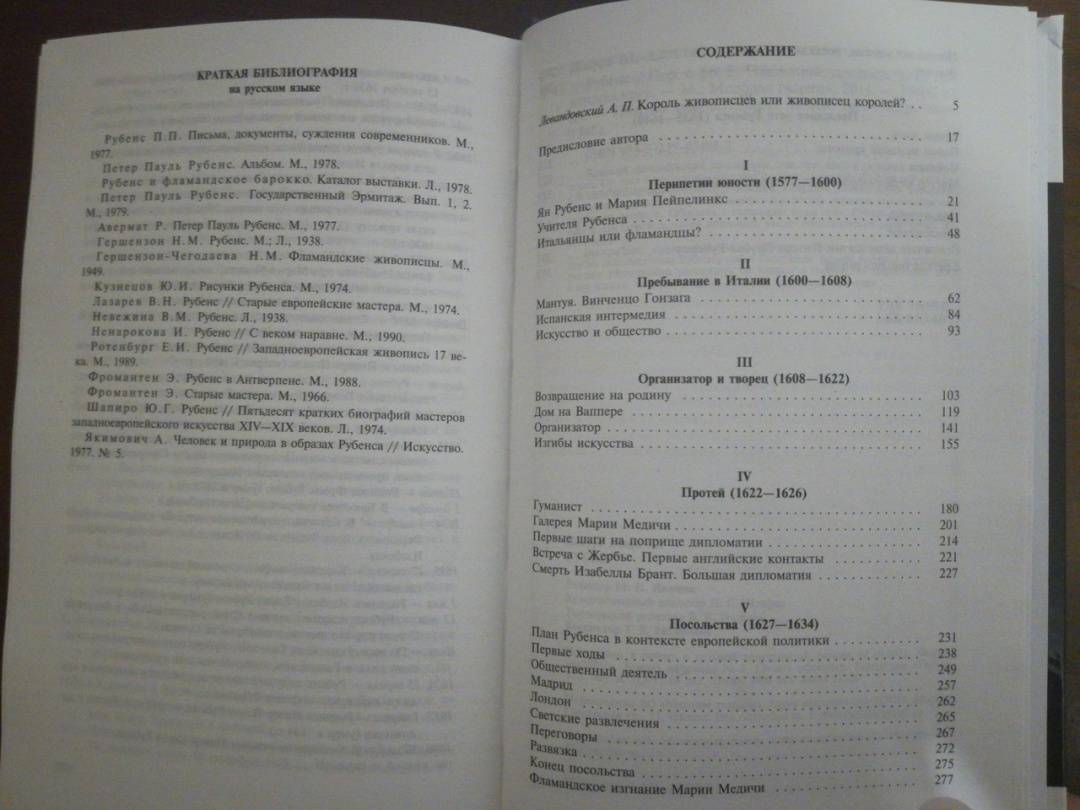 КРАТКАЯ БИБЛИОГРАФИЯ
на русском языке
Рубенс П.П. Письма, документы, суждения современников. М.,
1977.
Петер Пауль Рубенс. Альбом. М., 1978.
Рубенс и фламандское барокко. Каталог выставки. Л., 1978.
Петер Пауль Рубенс. Государственный Эрмитаж. Вып. 1, 2.
М., 1979.
Авермат Р. Петер Пауль Рубенс. М., 1977.
Гершензон Н.М. Рубенс. М.; Л., 1938.
Гершензон-Чегодаева Н.М. Фламандские живописцы. М.,
1949.
Кузнецов Ю.И. Рисунки Рубенса. М., 1974.
Лазарев В.Н. Рубенс // Старые европейские мастера. М., 1974.
Невежина В.М. Рубенс. Л., 1938.
Ненарокова И. Рубенс // С веком наравне. М., 1990.
Ротенбург Е.И. Рубенс // Западноевропейская живопись 17 ве-
ка. М., 1989.
Фромантен Э. Рубенс в Антверпене. М., 1988.
Фромантен Э. Старые мастера. М., 1966.
Шапиро Ю.Г. Рубенс // Пятьдесят кратких биографий мастеров
западноевропейского искусства XIV—XIX веков. Л., 1974.
Якимович А. Человек и природа в образах Рубенса // Искусство.
1977. № 5.
СОДЕРЖАНИЕ
Левандовский А. П. Король живописцев или живописец королей? . . 5
Предисловие автора . . . . . . . . . . 17
I
Перипетии юности (1577—1600)
Ян Рубенс и Мария Пейпелинкс . . . . . . . . . . 21
Учителя Рубенса . . . . . . . . . . 41
Итальянцы или фламандцы? . . . . . . . . . . 48
II
Пребывание в Италии (1600—1608)
Мантуя. Винченцо Гонзага . . . . . . . . . . 62
Испанская интермедия . . . . . . . . . . 84
Искусство и общество . . . . . . . . . . 93
III
Организатор и творец (1608—1622)
Возвращение на родину . . . . . . . . . . 103
Дом на Ваппере . . . . . . . . . . 119
Организатор . . . . . . . . . . 141
Изгибы искусства . . . . . . . . . . 155
IV
Протей (1622—1626)
Гуманист . . . . . . . . . . 180
Галерея Марии Медичи . . . . . . . . . . 201
Первые шаги на поприще дипломатии . . . . . . . . . . 214
Встреча с Жербье. Первые английские контакты . . . . . . . . . . 221
Смерть Изабеллы Брант. Большая дипломатия . . . . . . . . . . 227
V
Посольства (1627—1634)
План Рубенса в контексте европейской политики . . . . . . . . . . 231
Первые ходы . . . . . . . . . . 238
Общественный деятель . . . . . . . . . . 249
Мадрид . . . . . . . . . . 257
Лондон . . . . . . . . . . 262
Светские развлечения . . . . . . . . . . 265
Переговоры . . . . . . . . . . 267
Развязка . . . . . . . . . . 272
Конец посольства . . . . . . . . . . 275
Фламандское изгнание Марии Медичи . . . . . . . . . . 277